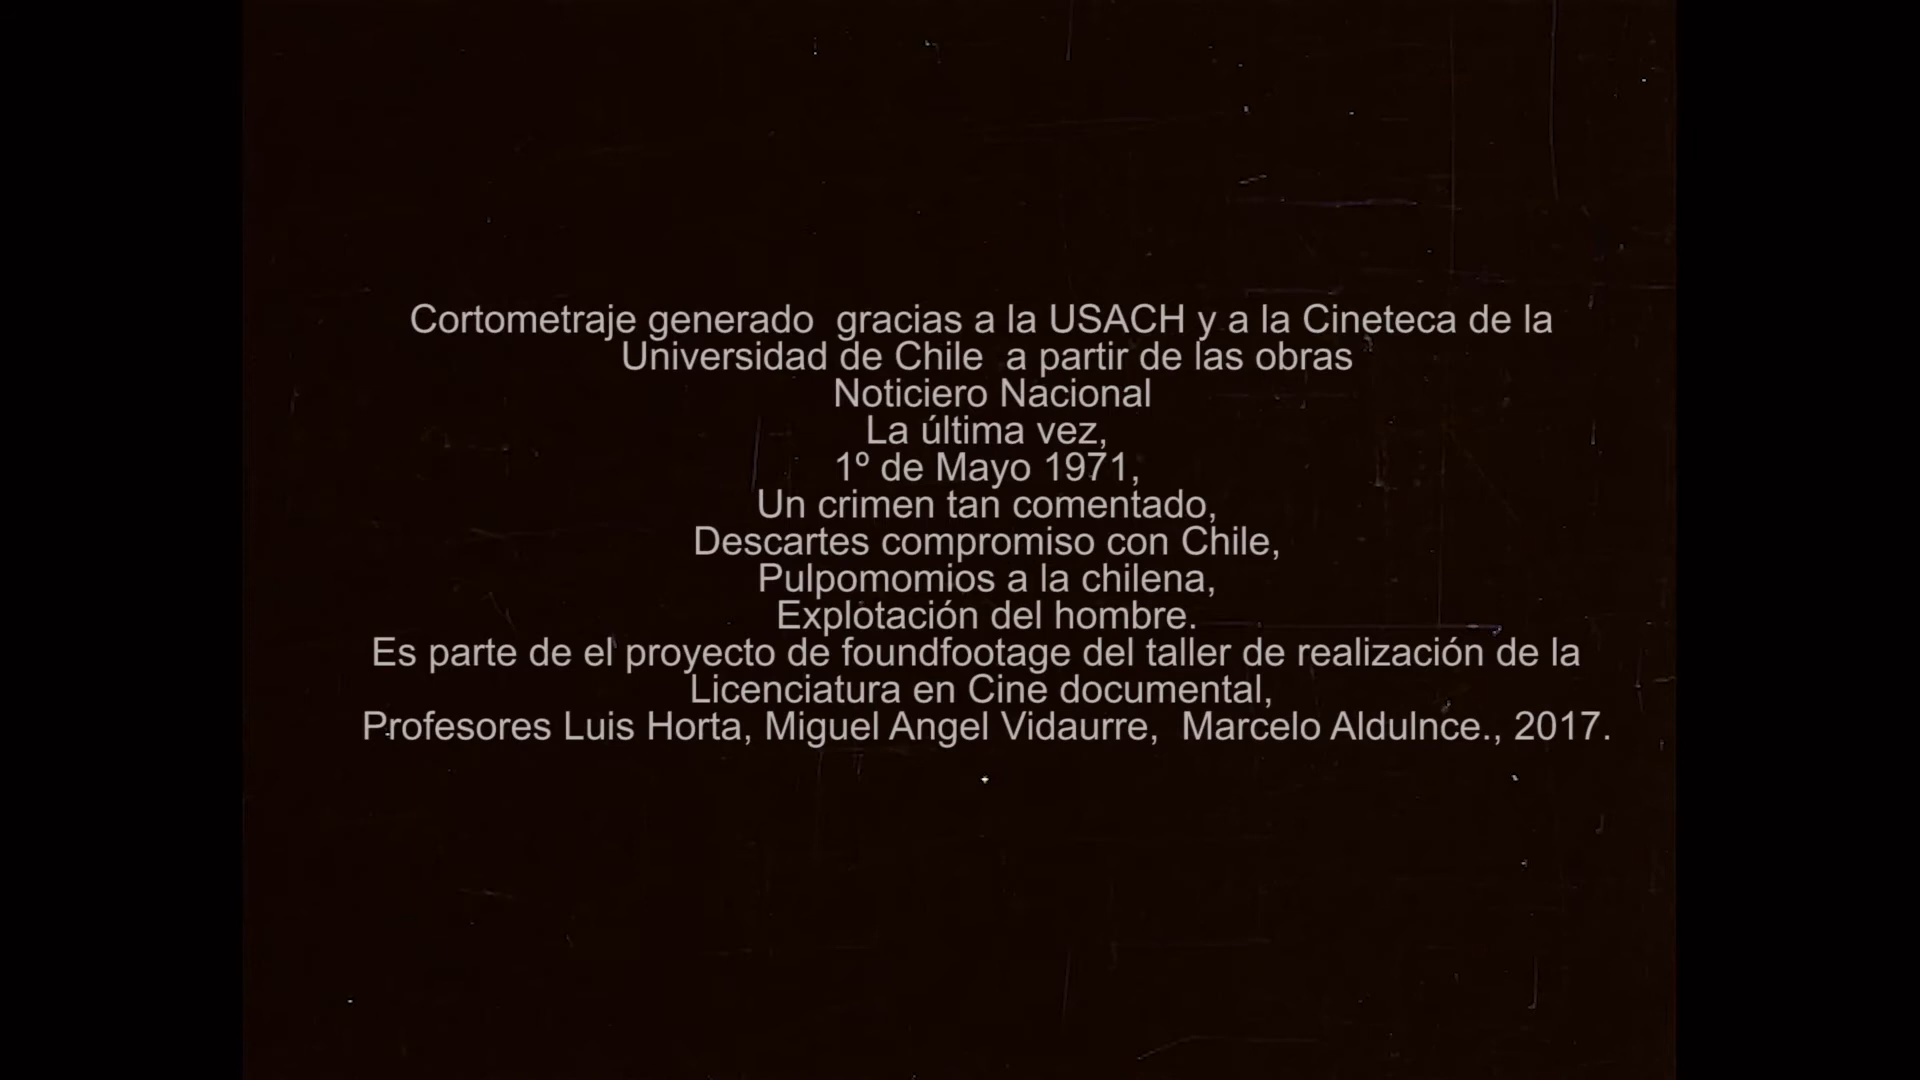 Cortometraje generado  gracias a la USACH y a la Cineteca de la
Universidad de Chile  a partir de las obras
Noticiero Nacional
La última vez,
1º de Mayo 1971,
Un crimen tan comentado,
Descartes compromiso con Chile,
Pulpomomios a la chilena,
Explotación del hombre.
Es parte de el proyecto de foundfootage del taller de realización de la
Licenciatura en Cine documental,
Profesores Luis Horta, Miguel Angel Vidaurre,  Marcelo Aldulnce., 2017.